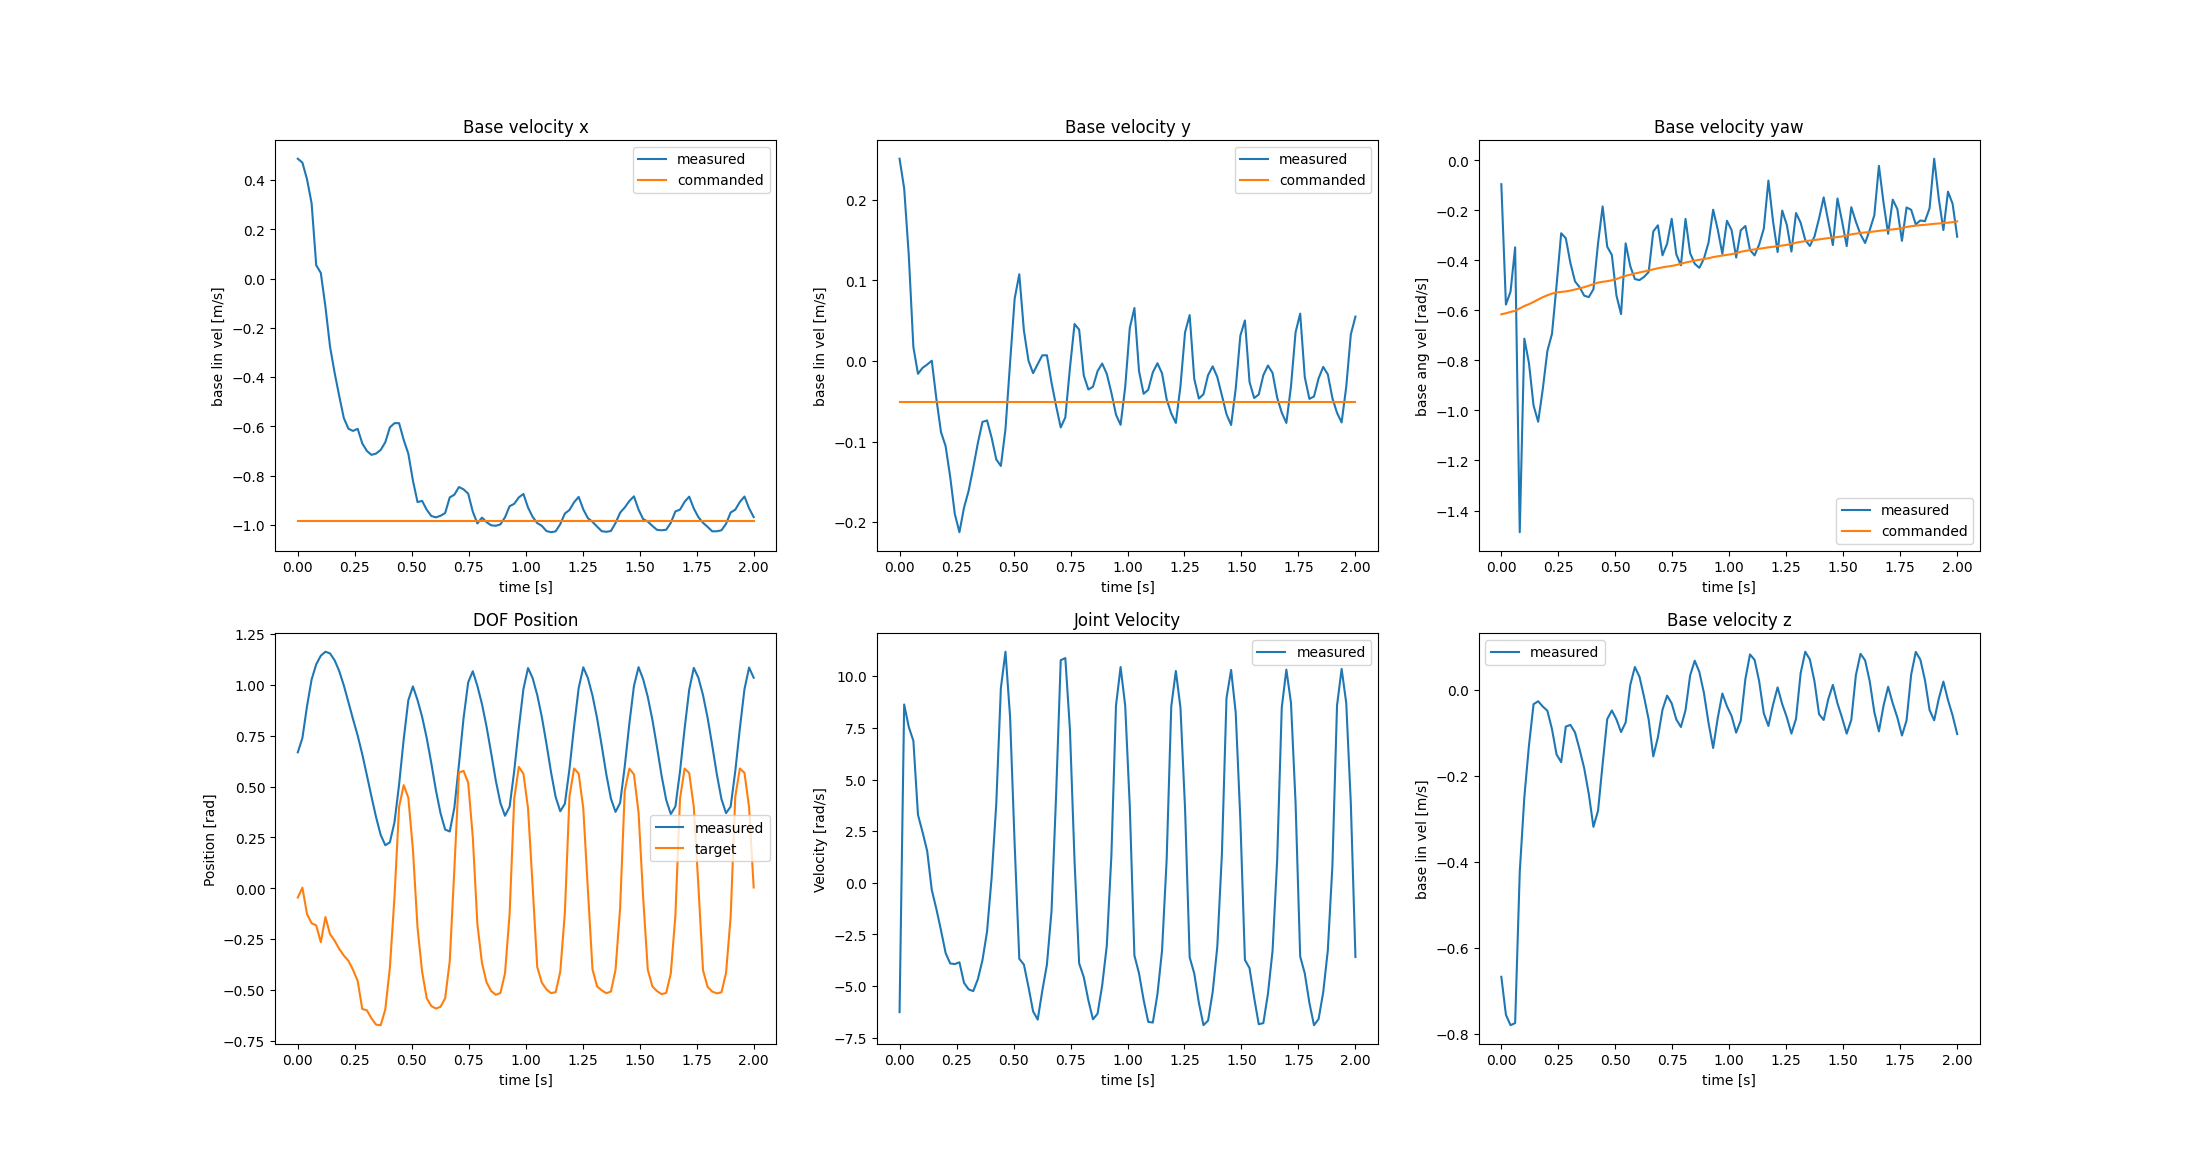 Base velocity x
base lin vel [m/s]
0.4
0.2
0.0
−0.2
−0.4
−0.6
−0.8
−1.0
measured
commanded
0.00 0.25 0.50 0.75 1.00 1.25 1.50 1.75 2.00
time [s]
Base velocity y
base lin vel [m/s]
0.2
0.1
0.0
−0.1
−0.2
measured
commanded
0.00 0.25 0.50 0.75 1.00 1.25 1.50 1.75 2.00
time [s]
Base velocity yaw
base ang vel [rad/s]
0.0
−0.2
−0.4
−0.6
−0.8
−1.0
−1.2
−1.4
measured
commanded
0.00 0.25 0.50 0.75 1.00 1.25 1.50 1.75 2.00
time [s]
DOF Position
Position [rad]
1.25
1.00
0.75
0.50
0.25
0.00
−0.25
−0.50
−0.75
measured
target
0.00 0.25 0.50 0.75 1.00 1.25 1.50 1.75 2.00
time [s]
Joint Velocity
Velocity [rad/s]
10.0
7.5
5.0
2.5
0.0
−2.5
−5.0
−7.5
measured
0.00 0.25 0.50 0.75 1.00 1.25 1.50 1.75 2.00
time [s]
Base velocity z
base lin vel [m/s]
0.0
−0.2
−0.4
−0.6
−0.8
measured
0.00 0.25 0.50 0.75 1.00 1.25 1.50 1.75 2.00
time [s]